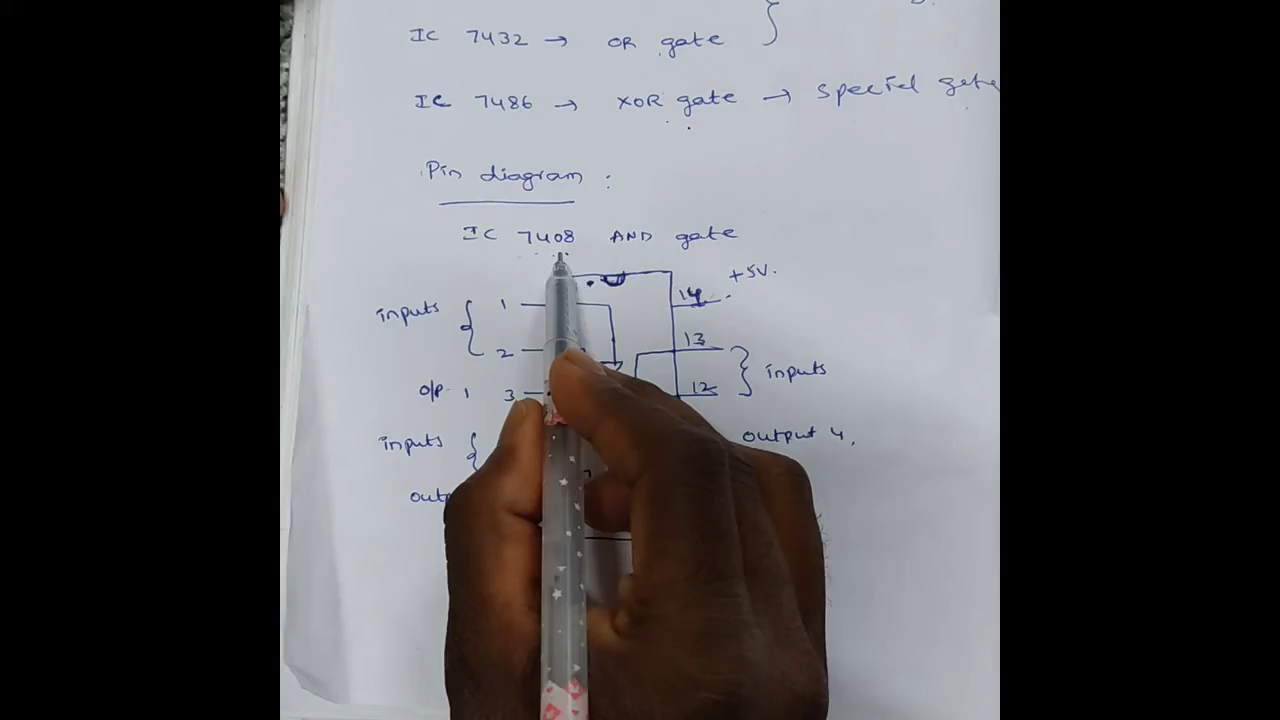 IC 7432 → OR gate }
IC 7486 → XOR gate → Special gate
Pin diagram :
IC 7408 AND gate
+5V.
14
inputs { 1
13
2
} inputs
12
O/P 1 3
inputs {
output 4,